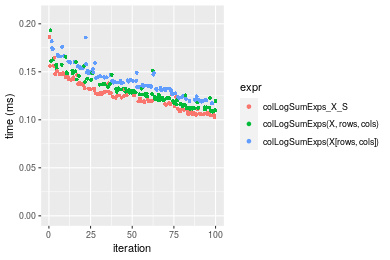 0.20
0.15
0.10
0.05
0.00
time (ms)
0
25
50
75
100
iteration
expr
colLogSumExps_X_S
colLogSumExps(X, rows, cols)
colLogSumExps(X[rows, cols])